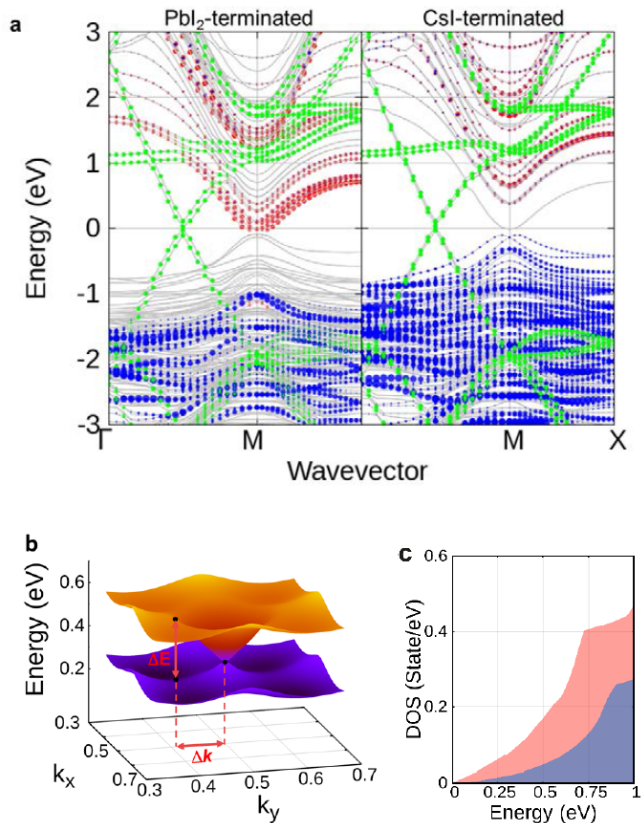 a
PbI₂-terminated
CsI-terminated
3
2
1
0
-1
-2
-3
Energy (eV)
Γ
M
M
X
Wavevector
b
Energy (eV)
0.6
0.4
0.2
ΔE
Δk
0.3
0.5
0.7
kx
0.3
0.4
0.5
0.6
0.7
ky
c
DOS (State/eV)
0.6
0.4
0.2
0
0 0.25 0.5 0.75 1
Energy (eV)